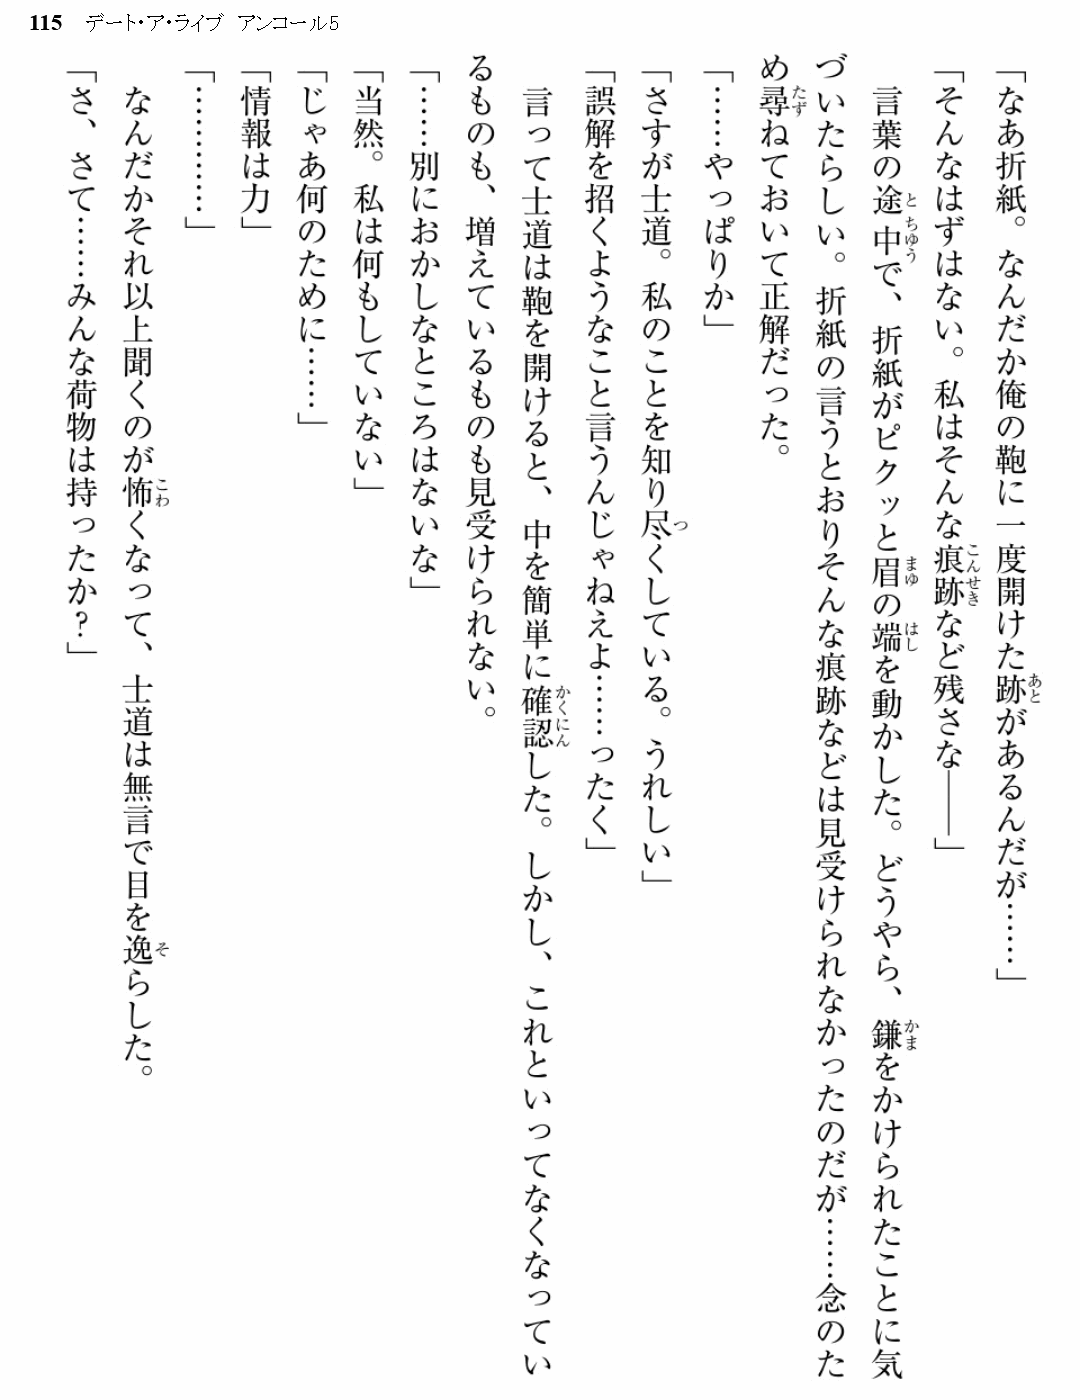 115 デート・ア・ライブ アンコール5
「なあ折紙。なんだか俺の鞄に一度開けた跡があるんだが……」
「そんなはずはない。私はそんな痕跡など残さな――」
言葉の途中で、折紙がピクッと眉の端を動かした。どうやら、鎌をかけられたことに気
づいたらしい。折紙の言うとおりそんな痕跡などは見受けられなかったのだが……念のた
め尋ねておいて正解だった。
「……やっぱりか」
「さすが士道。私のことを知り尽くしている。うれしい」
「誤解を招くようなこと言うんじゃねえよ……ったく」
言って士道は鞄を開けると、中を簡単に確認した。しかし、これといってなくなってい
るものも、増えているものも見受けられない。
「……別におかしなところはないな」
「当然。私は何もしていない」
「じゃあ何のために……」
「情報は力」
「…………」
なんだかそれ以上聞くのが怖くなって、士道は無言で目を逸らした。
「さ、さて……みんな荷物は持ったか？」